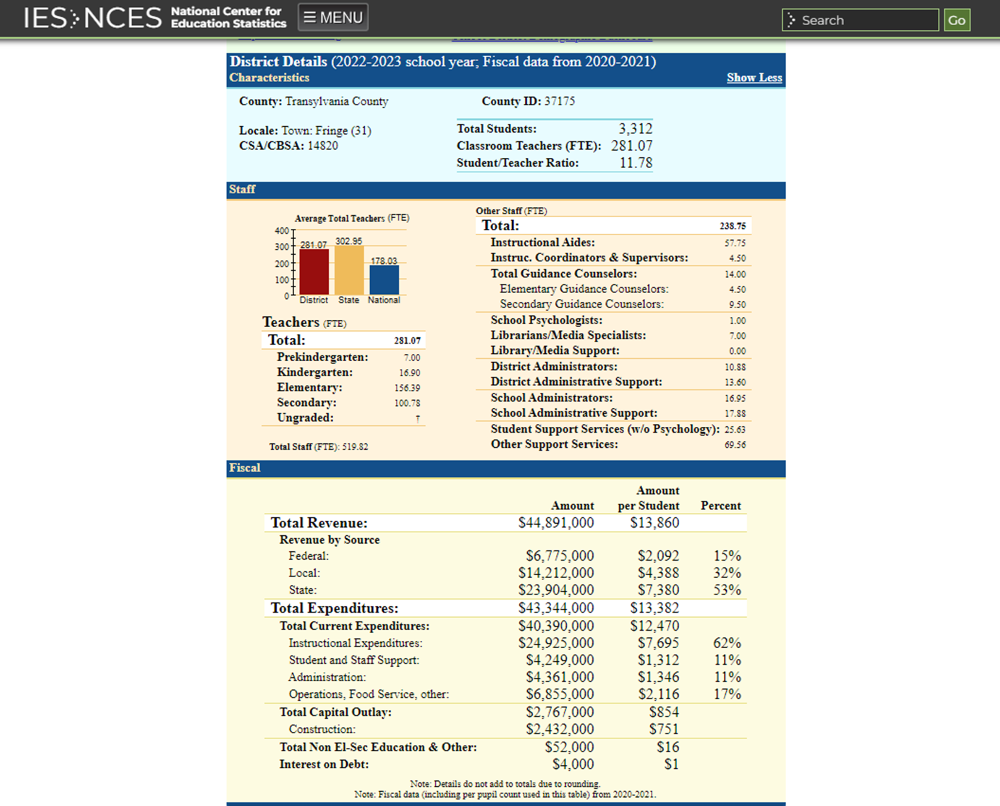 IES NCES National Center for Education Statistics
☰ MENU
Search
Go
District Details (2022-2023 school year; Fiscal data from 2020-2021)
Characteristics
Show Less
County: Transylvania County
County ID: 37175
Locale: Town: Fringe (31)
CSA/CBSA: 14820
Total Students: 3,312
Classroom Teachers (FTE): 281.07
Student/Teacher Ratio: 11.78
Staff
Average Total Teachers (FTE)
400
300
200
100
0
281.07
302.95
178.03
District State National
Teachers (FTE)
Total: 281.07
Prekindergarten: 7.00
Kindergarten: 16.90
Elementary: 156.39
Secondary: 100.78
Ungraded: †
Total Staff (FTE): 519.82
Other Staff (FTE)
Total: 238.75
Instructional Aides: 57.75
Instruc. Coordinators & Supervisors: 4.50
Total Guidance Counselors: 14.00
Elementary Guidance Counselors: 4.50
Secondary Guidance Counselors: 9.50
School Psychologists: 1.00
Librarians/Media Specialists: 7.00
Library/Media Support: 0.00
District Administrators: 10.88
District Administrative Support: 13.60
School Administrators: 16.95
School Administrative Support: 17.88
Student Support Services (w/o Psychology): 25.63
Other Support Services: 69.56
Fiscal
Amount
Amount per Student
Percent
Total Revenue: $44,891,000 $13,860
Revenue by Source
Federal: $6,775,000 $2,092 15%
Local: $14,212,000 $4,388 32%
State: $23,904,000 $7,380 53%
Total Expenditures: $43,344,000 $13,382
Total Current Expenditures: $40,390,000 $12,470
Instructional Expenditures: $24,925,000 $7,695 62%
Student and Staff Support: $4,249,000 $1,312 11%
Administration: $4,361,000 $1,346 11%
Operations, Food Service, other: $6,855,000 $2,116 17%
Total Capital Outlay: $2,767,000 $854
Construction: $2,432,000 $751
Total Non El-Sec Education & Other: $52,000 $16
Interest on Debt: $4,000 $1
Note: Details do not add to totals due to rounding.
Note: Fiscal data (including per pupil count used in this table) from 2020-2021.